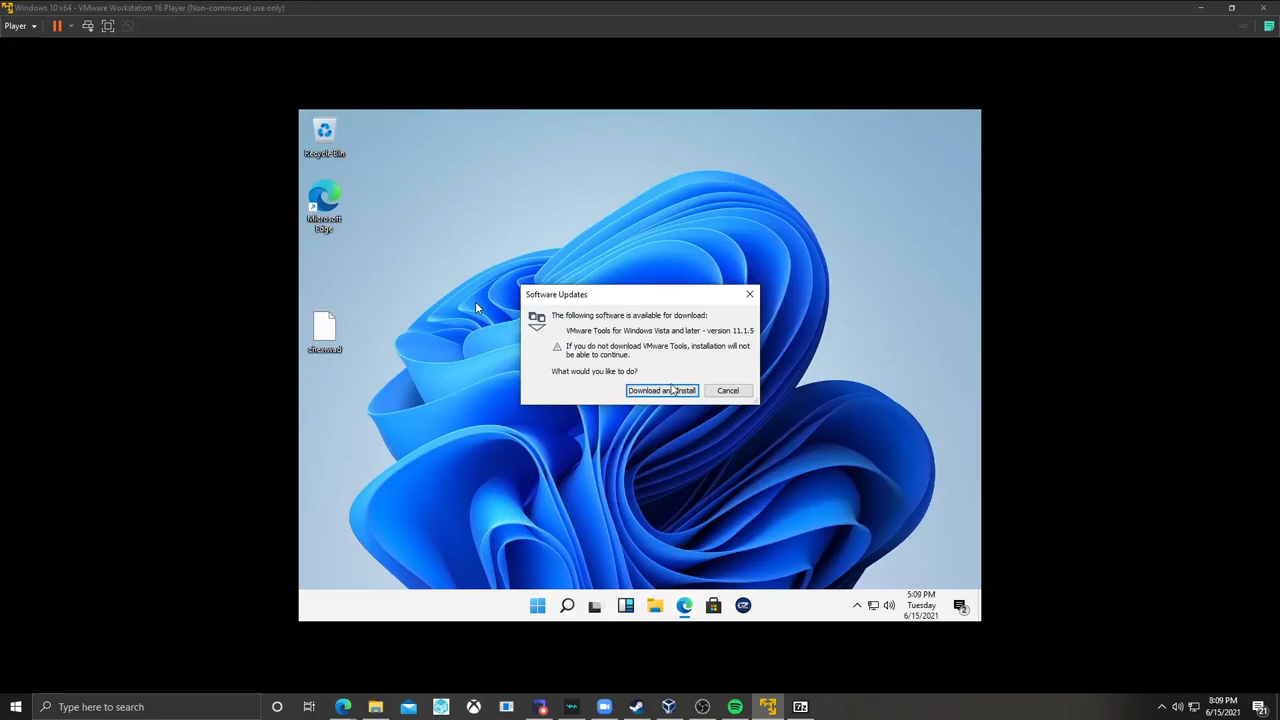 Windows 10 x64 - VMware Workstation 16 Player (Non-commercial use only)
Player
Recycle Bin
Microsoft
Edge
chexnwad
Software Updates
The following software is available for download:
VMware Tools for Windows Vista and later - version 11.1.5
If you do not download VMware Tools, installation will not
be able to continue.
What would you like to do?
Download and Install
Cancel
5:09 PM
Tuesday
6/15/2021
2
Type here to search
8:09 PM
6/15/2021
21